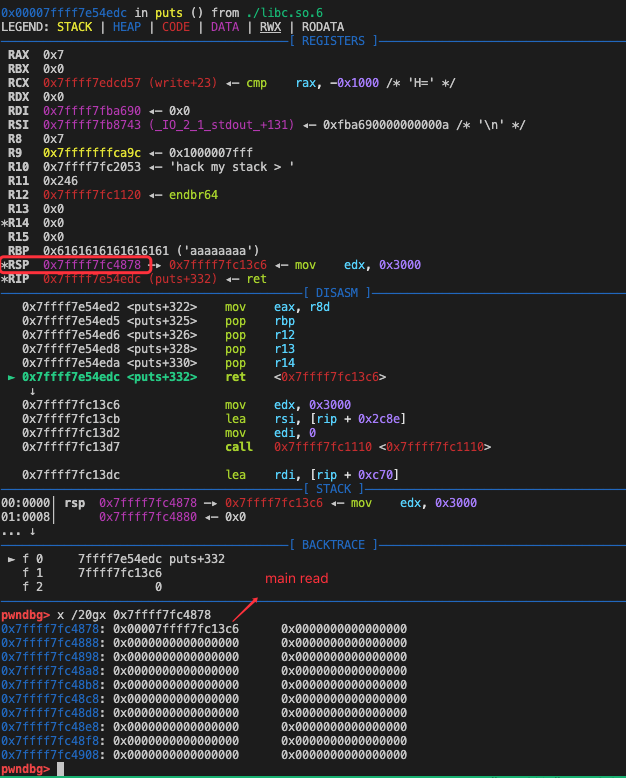 0x00007ffff7e54edc in puts () from ./libc.so.6
LEGEND: STACK | HEAP | CODE | DATA | RWX | RODATA
[ REGISTERS ]
RAX 0x7
RBX 0x0
RCX 0x7ffff7edcd57 (write+23) ◂— cmp rax, -0x1000 /* 'H=' */
RDX 0x0
RDI 0x7ffff7fba690 ◂— 0x0
RSI 0x7ffff7fb8743 (_IO_2_1_stdout_+131) ◂— 0xfba690000000000a /* '\n' */
R8 0x7
R9 0x7fffffffca9c ◂— 0x1000007fff
R10 0x7ffff7fc2053 ◂— 'hack my stack > '
R11 0x246
R12 0x7ffff7fc1120 ◂— endbr64
R13 0x0
*R14 0x0
R15 0x0
RBP 0x6161616161616161 ('aaaaaaaa')
*RSP 0x7ffff7fc4878 —▸ 0x7ffff7fc13c6 ◂— mov edx, 0x3000
*RIP 0x7ffff7e54edc (puts+332) ◂— ret
[ DISASM ]
0x7ffff7e54ed2 <puts+322> mov eax, r8d
0x7ffff7e54ed5 <puts+325> pop rbp
0x7ffff7e54ed6 <puts+326> pop r12
0x7ffff7e54ed8 <puts+328> pop r13
0x7ffff7e54eda <puts+330> pop r14
► 0x7ffff7e54edc <puts+332> ret <0x7ffff7fc13c6>
↓
0x7ffff7fc13c6 mov edx, 0x3000
0x7ffff7fc13cb lea rsi, [rip + 0x2c8e]
0x7ffff7fc13d2 mov edi, 0
0x7ffff7fc13d7 call 0x7ffff7fc1110 <0x7ffff7fc1110>
0x7ffff7fc13dc lea rdi, [rip + 0xc70]
[ STACK ]
00:0000│ rsp 0x7ffff7fc4878 —▸ 0x7ffff7fc13c6 ◂— mov edx, 0x3000
01:0008│ 0x7ffff7fc4880 ◂— 0x0
... ↓
[ BACKTRACE ]
► f 0 7ffff7e54edc puts+332
f 1 7ffff7fc13c6
f 2 0
main read
pwndbg> x /20gx 0x7ffff7fc4878
0x7ffff7fc4878: 0x00007ffff7fc13c6 0x0000000000000000
0x7ffff7fc4888: 0x0000000000000000 0x0000000000000000
0x7ffff7fc4898: 0x0000000000000000 0x0000000000000000
0x7ffff7fc48a8: 0x0000000000000000 0x0000000000000000
0x7ffff7fc48b8: 0x0000000000000000 0x0000000000000000
0x7ffff7fc48c8: 0x0000000000000000 0x0000000000000000
0x7ffff7fc48d8: 0x0000000000000000 0x0000000000000000
0x7ffff7fc48e8: 0x0000000000000000 0x0000000000000000
0x7ffff7fc48f8: 0x0000000000000000 0x0000000000000000
0x7ffff7fc4908: 0x0000000000000000 0x0000000000000000
pwndbg>